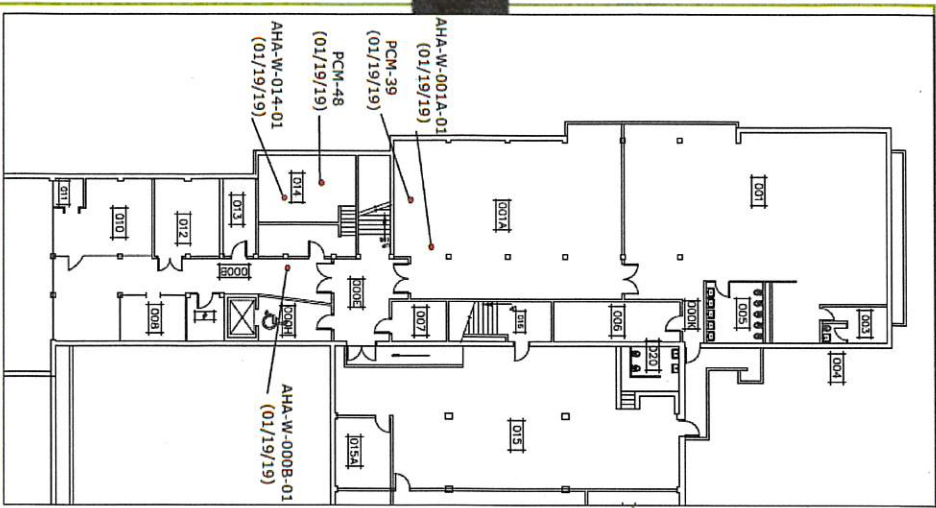 AHA-W-001A-01
(01/19/19)
PCM-39
(01/19/19)
PCM-48
(01/19/19)
AHA-W-014-01
(01/19/19)
001
001A
014
013
012
010
011
000B
000E
000H
008
007
016
006
000K
005
003
004
020
015
015A
AHA-W-000B-01
(01/19/19)